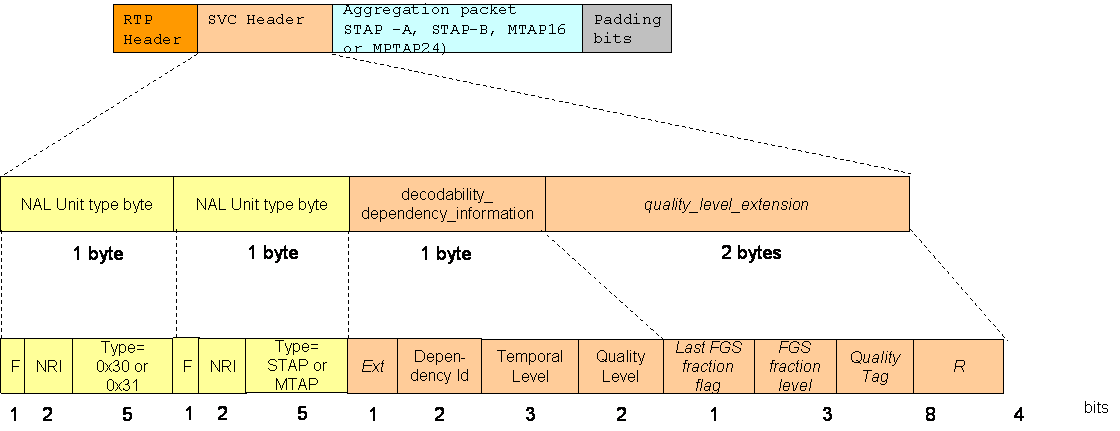 RTP Header
SVC Header
Aggregation packet
STAP -A, STAP-B, MTAP16
or MPTAP24)
Padding
bits
NAL Unit type byte
NAL Unit type byte
decodability_
dependency_information
quality_level_extension
1 byte
1 byte
1 byte
2 bytes
F
NRI
Type=
0x30 or
0x31
F
NRI
Type=
STAP or
MTAP
Ext
Depen-
dency Id
Temporal
Level
Quality
Level
Last FGS
fraction
flag
FGS
fraction
level
Quality
Tag
R
1 2 5 1 2 5 1 2 3 2 1 3 8 4 bits